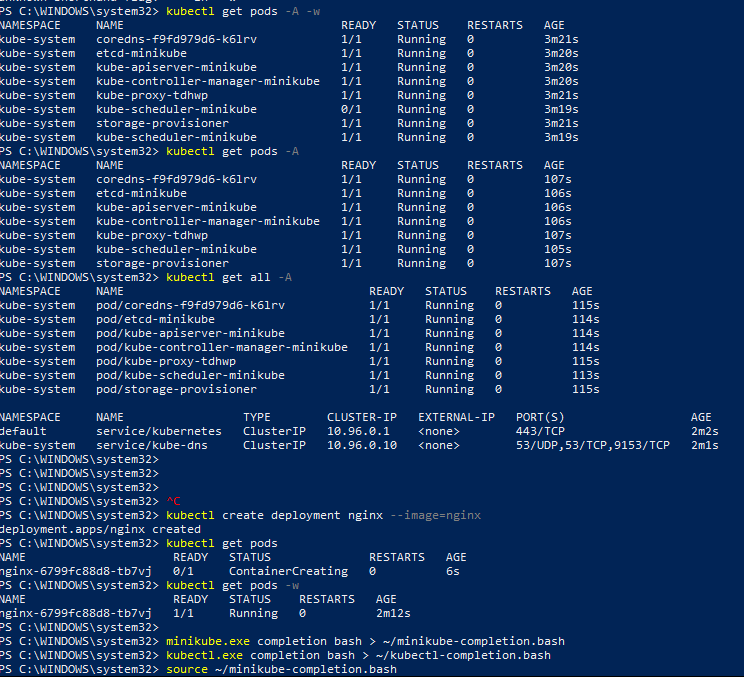 PS C:\WINDOWS\system32> kubectl get pods -A -w
NAMESPACE NAME READY STATUS RESTARTS AGE
kube-system coredns-f9fd979d6-k6lrv 1/1 Running 0 3m21s
kube-system etcd-minikube 1/1 Running 0 3m20s
kube-system kube-apiserver-minikube 1/1 Running 0 3m20s
kube-system kube-controller-manager-minikube 1/1 Running 0 3m20s
kube-system kube-proxy-tdhwp 1/1 Running 0 3m21s
kube-system kube-scheduler-minikube 0/1 Running 0 3m19s
kube-system storage-provisioner 1/1 Running 0 3m21s
kube-system kube-scheduler-minikube 1/1 Running 0 3m19s
PS C:\WINDOWS\system32> kubectl get pods -A
NAMESPACE NAME READY STATUS RESTARTS AGE
kube-system coredns-f9fd979d6-k6lrv 1/1 Running 0 107s
kube-system etcd-minikube 1/1 Running 0 106s
kube-system kube-apiserver-minikube 1/1 Running 0 106s
kube-system kube-controller-manager-minikube 1/1 Running 0 106s
kube-system kube-proxy-tdhwp 1/1 Running 0 107s
kube-system kube-scheduler-minikube 1/1 Running 0 105s
kube-system storage-provisioner 1/1 Running 0 107s
PS C:\WINDOWS\system32> kubectl get all -A
NAMESPACE NAME READY STATUS RESTARTS AGE
kube-system pod/coredns-f9fd979d6-k6lrv 1/1 Running 0 115s
kube-system pod/etcd-minikube 1/1 Running 0 114s
kube-system pod/kube-apiserver-minikube 1/1 Running 0 114s
kube-system pod/kube-controller-manager-minikube 1/1 Running 0 114s
kube-system pod/kube-proxy-tdhwp 1/1 Running 0 115s
kube-system pod/kube-scheduler-minikube 1/1 Running 0 113s
kube-system pod/storage-provisioner 1/1 Running 0 115s
NAMESPACE NAME TYPE CLUSTER-IP EXTERNAL-IP PORT(S) AGE
default service/kubernetes ClusterIP 10.96.0.1 <none> 443/TCP 2m2s
kube-system service/kube-dns ClusterIP 10.96.0.10 <none> 53/UDP,53/TCP,9153/TCP 2m1s
PS C:\WINDOWS\system32>
PS C:\WINDOWS\system32>
PS C:\WINDOWS\system32>
PS C:\WINDOWS\system32> ^C
PS C:\WINDOWS\system32> kubectl create deployment nginx --image=nginx
deployment.apps/nginx created
PS C:\WINDOWS\system32> kubectl get pods
NAME READY STATUS RESTARTS AGE
nginx-6799fc88d8-tb7vj 0/1 ContainerCreating 0 6s
PS C:\WINDOWS\system32> kubectl get pods -w
NAME READY STATUS RESTARTS AGE
nginx-6799fc88d8-tb7vj 1/1 Running 0 2m12s
PS C:\WINDOWS\system32>
PS C:\WINDOWS\system32> minikube.exe completion bash > ~/minikube-completion.bash
PS C:\WINDOWS\system32> kubectl.exe completion bash > ~/kubectl-completion.bash
PS C:\WINDOWS\system32> source ~/minikube-completion.bash